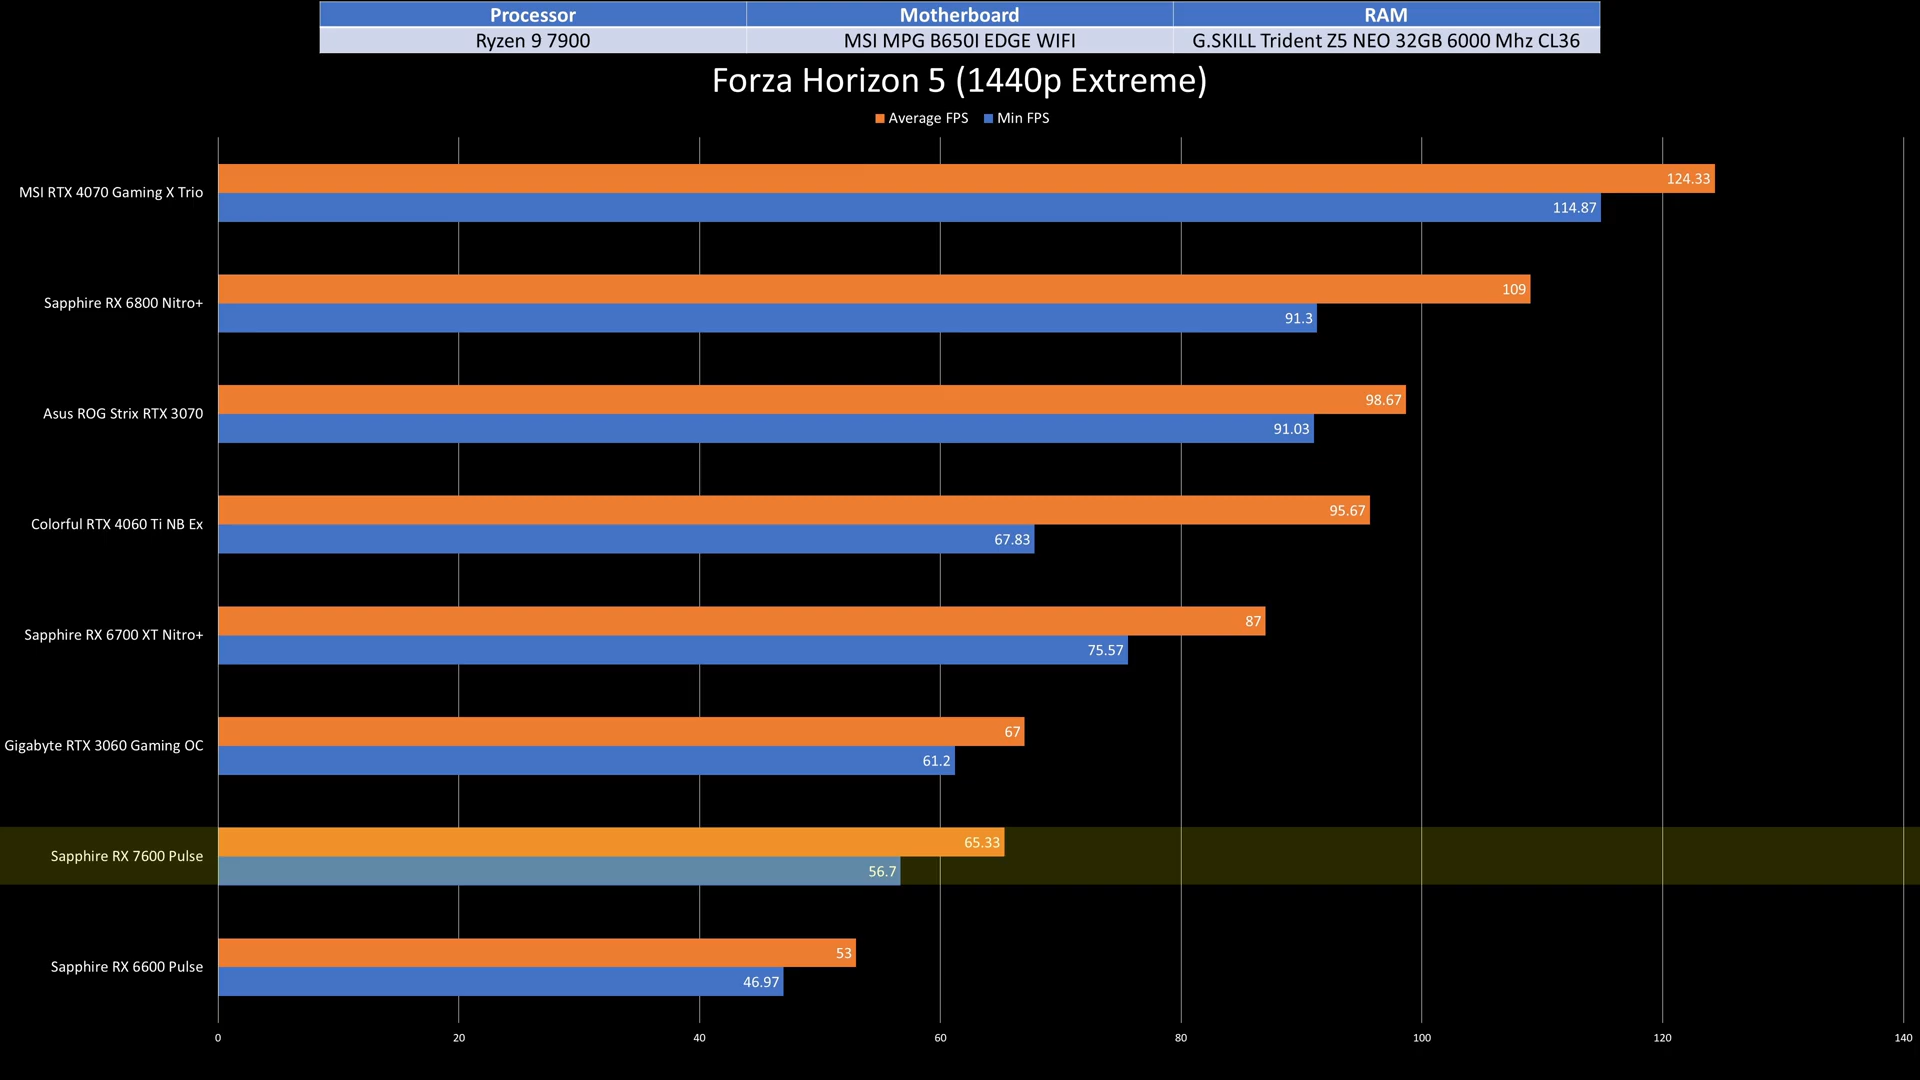 Processor Motherboard RAM
Ryzen 9 7900 MSI MPG B650I EDGE WIFI G.SKILL Trident Z5 NEO 32GB 6000 Mhz CL36
Forza Horizon 5 (1440p Extreme)
Average FPS Min FPS
MSI RTX 4070 Gaming X Trio
124.33
114.87
Sapphire RX 6800 Nitro+
109
91.3
Asus ROG Strix RTX 3070
98.67
91.03
Colorful RTX 4060 Ti NB Ex
95.67
67.83
Sapphire RX 6700 XT Nitro+
87
75.57
Gigabyte RTX 3060 Gaming OC
67
61.2
Sapphire RX 7600 Pulse
65.33
56.7
Sapphire RX 6600 Pulse
53
46.97
0 20 40 60 80 100 120 140